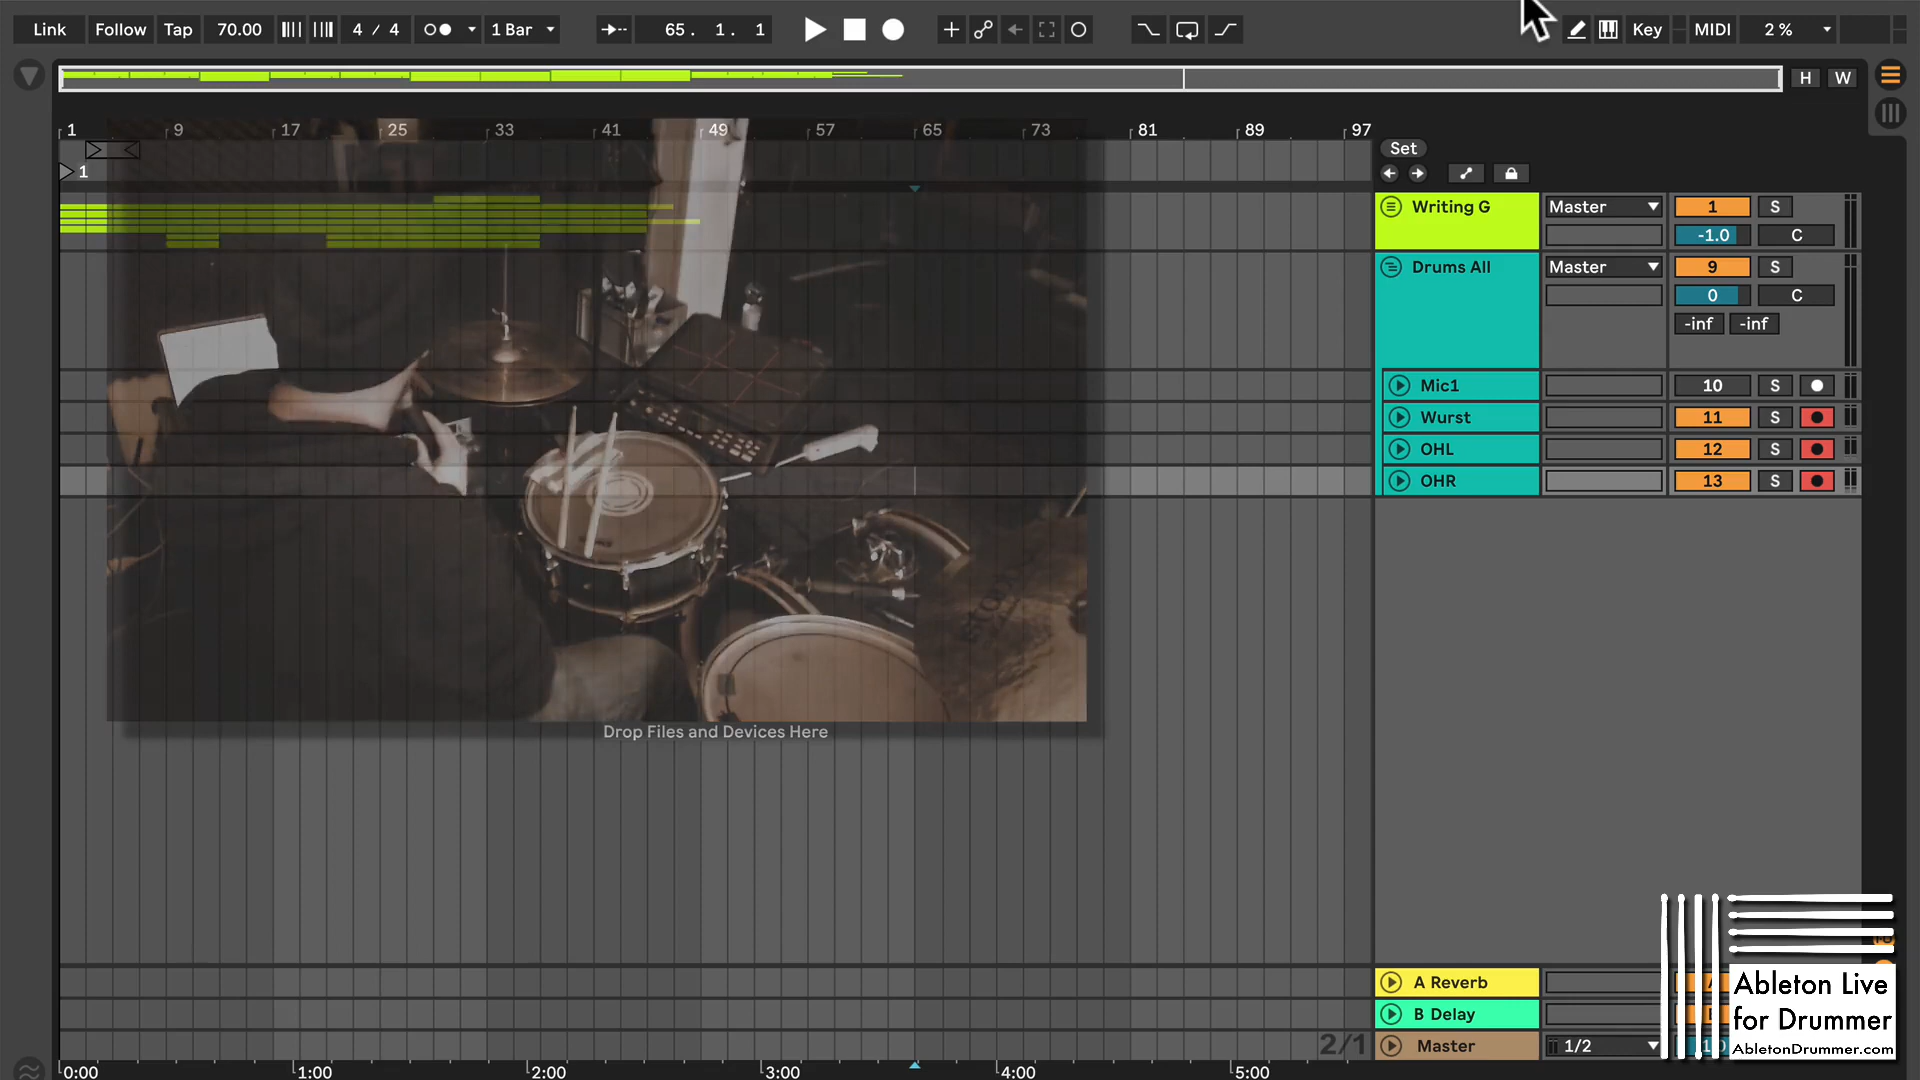 Link Follow Tap 70.00 4 / 4 1 Bar 65. 1. 1 Key MIDI 2 %
H W
1 9 17 25 33 41 49 57 65 73 81 89 97
Set
1
Writing G Master 1 S
-1.0 C
Drums All Master 9 S
0 C
-inf -inf
Mic1 10 S
Wurst 11 S
OHL 12 S
OHR 13 S
Drop Files and Devices Here
A Reverb
B Delay
2/1 Master 1/2
0:00 1:00 2:00 3:00 4:00 5:00
Ableton Live
for Drummer
AbletonDrummer.com